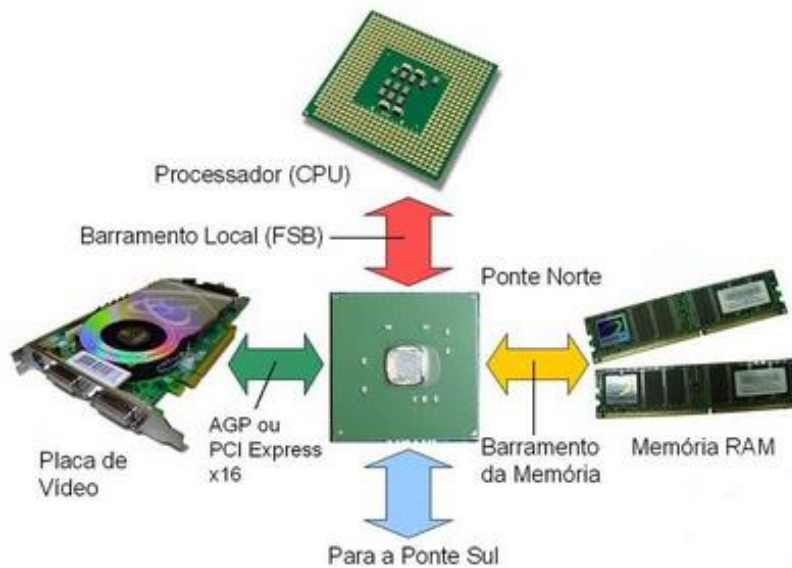 Processador (CPU)
Barramento Local (FSB)
Ponte Norte
AGP ou
PCI Express
x16
Placa de
Vídeo
Barramento
da Memória
Memória RAM
Para a Ponte Sul